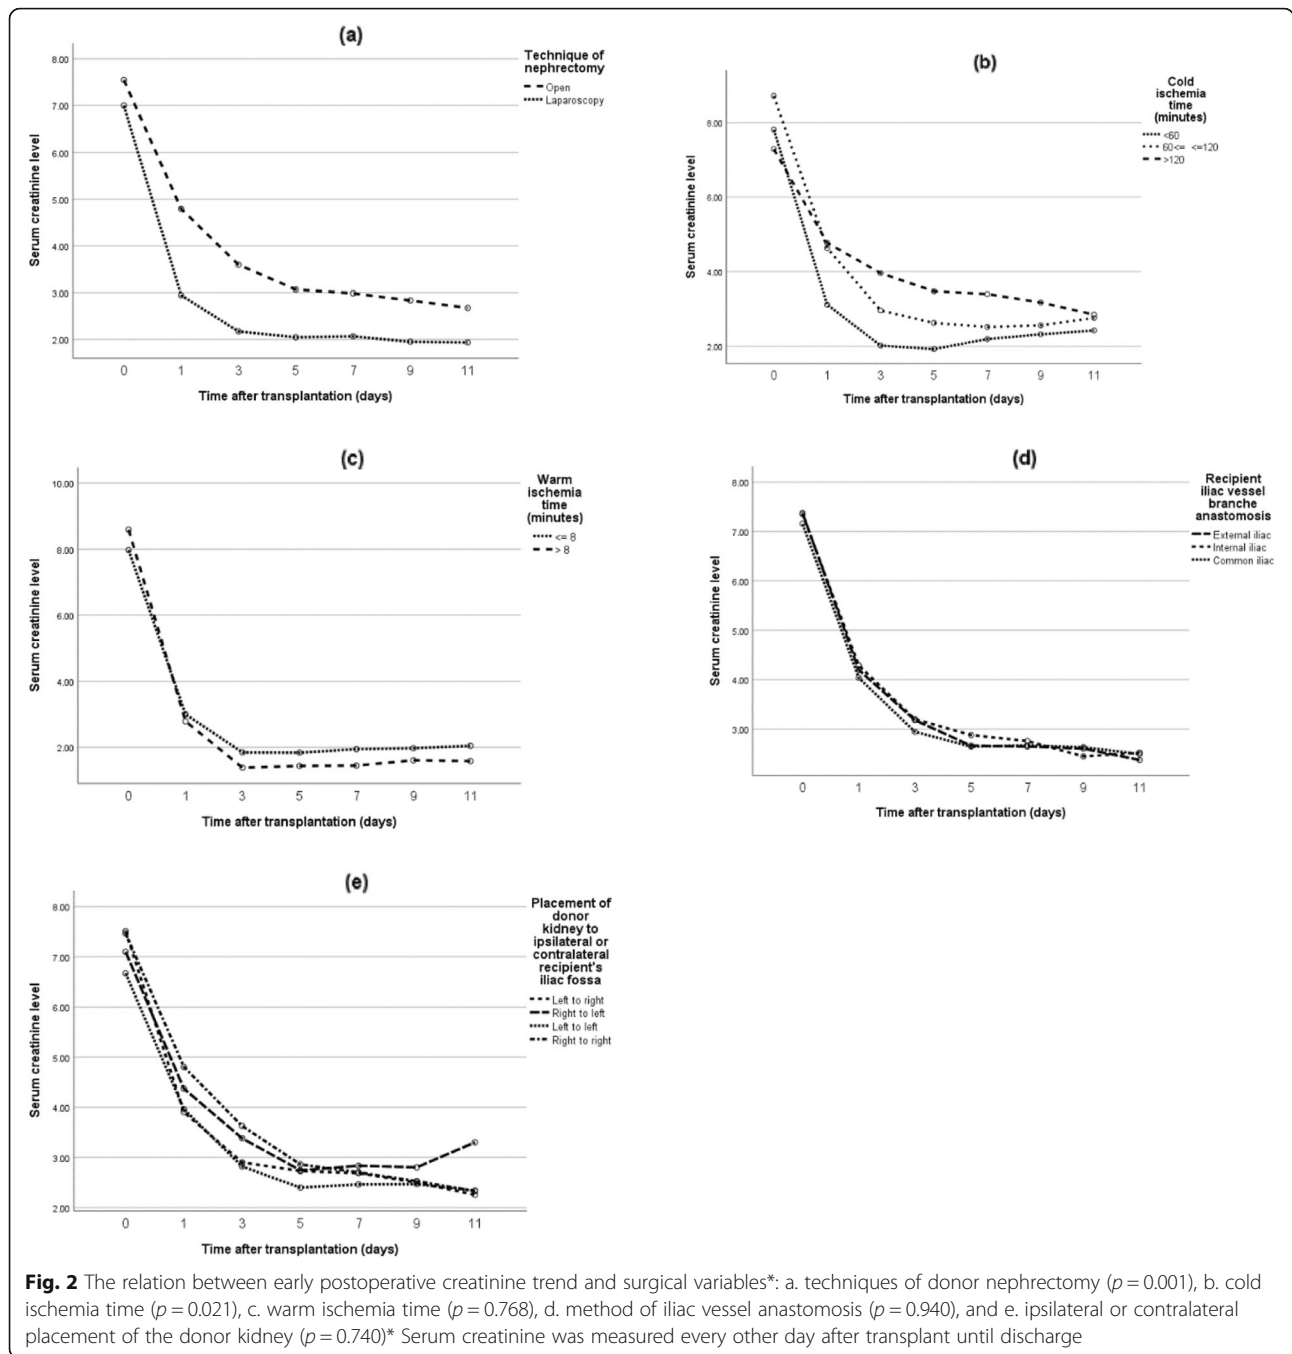 (a)
Technique of
nephrectomy
Open
Laparoscopy
8.00
7.00
6.00
5.00
4.00
3.00
2.00
Serum creatinine level
0 1 3 5 7 9 11
Time after transplantation (days)
(b)
Cold
ischemia
time
(minutes)
<60
60<= <=120
>120
8.00
6.00
4.00
2.00
Serum creatinine level
0 1 3 5 7 9 11
Time after transplantation (days)
(c)
Warm
ischemia
time
(minutes)
<= 8
> 8
10.00
8.00
6.00
4.00
2.00
Serum creatinine level
0 1 3 5 7 9 11
Time after transplantation (days)
(d)
Recipient
iliac vessel
branche
anastomosis
External iliac
Internal iliac
Common iliac
8.00
7.00
6.00
5.00
4.00
3.00
Serum creatinine level
0 1 3 5 7 9 11
Time after transplantation (days)
(e)
Placement of
donor
kidney to
ipsilateral or
contralateral
recipient's
iliac fossa
Left to right
Right to left
Left to left
Right to right
8.00
7.00
6.00
5.00
4.00
3.00
2.00
Serum creatinine level
0 1 3 5 7 9 11
Time after transplantation (days)
Fig. 2 The relation between early postoperative creatinine trend and surgical variables*: a. techniques of donor nephrectomy (p = 0.001), b. cold
ischemia time (p = 0.021), c. warm ischemia time (p = 0.768), d. method of iliac vessel anastomosis (p = 0.940), and e. ipsilateral or contralateral
placement of the donor kidney (p = 0.740)* Serum creatinine was measured every other day after transplant until discharge